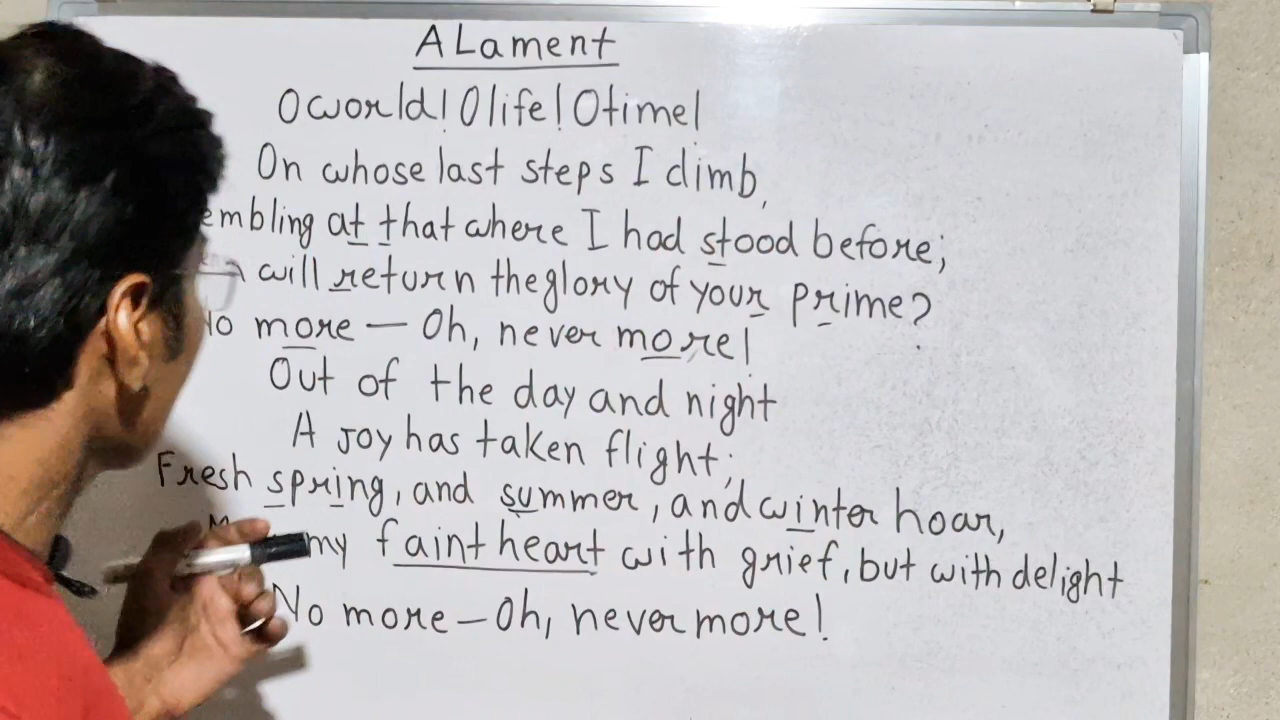 A Lament
O world! O life! O time!
On whose last steps I climb,
at that where I had stood before;
will return the glory of your prime?
more — Oh, never more!
Out of the day and night
A Joy has taken flight;
Fresh spring, and summer, and winter hoar,
my faint heart with grief, but with delight
No more — Oh, never more!